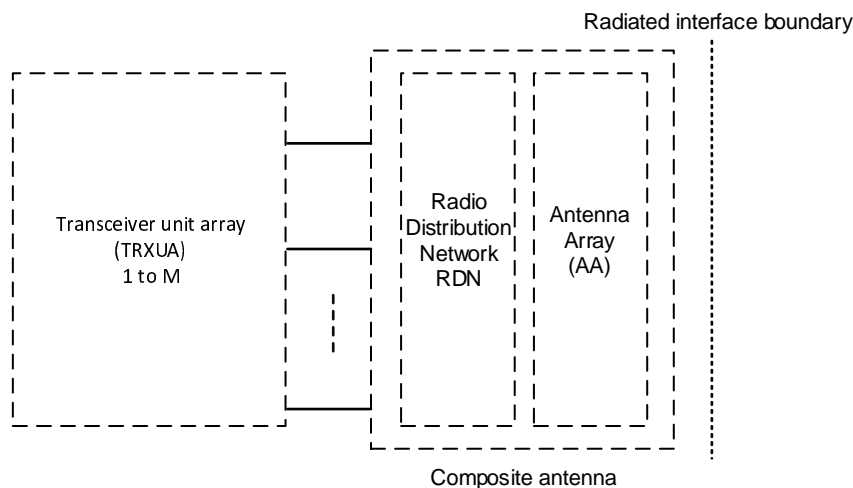 Radiated interface boundary
Transceiver unit array
(TRXUA)
1 to M
Radio
Distribution
Network
RDN
Antenna
Array
(AA)
Composite antenna